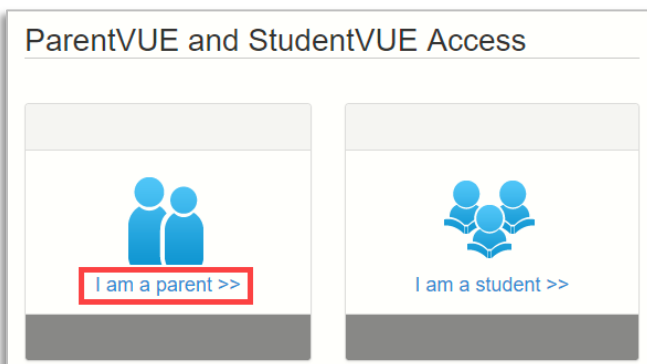 ParentVUE and StudentVUE Access
I am a parent >>
I am a student >>